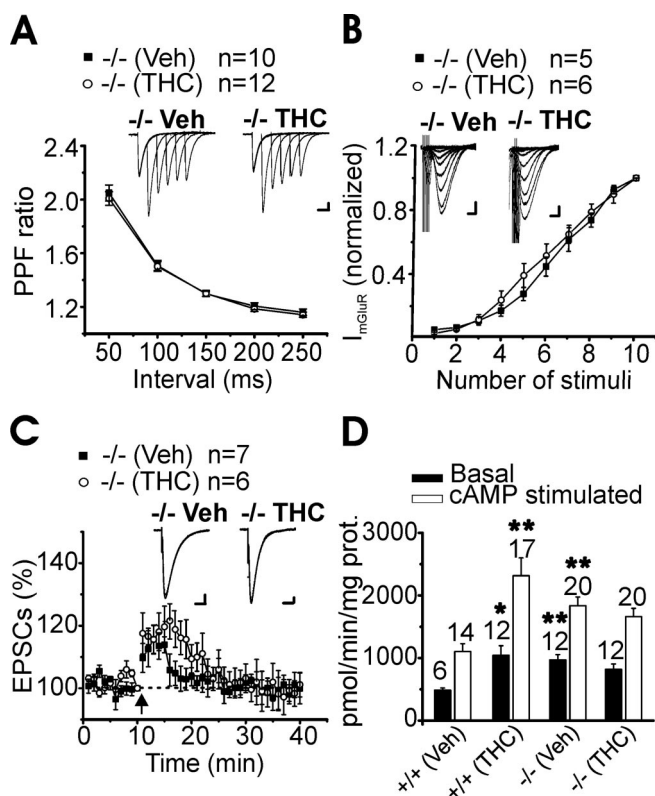 A
-/- (Veh) n=10
-/- (THC) n=12
-/- Veh -/- THC
2.4
2.0
1.6
1.2
PPF ratio
50 100 150 200 250
Interval (ms)
B
-/- (Veh) n=5
-/- (THC) n=6
-/- Veh -/- THC
1.2
0.8
0.4
I mGluR (normalized)
0 2 4 6 8 10
Number of stimuli
C
-/- (Veh) n=7
-/- (THC) n=6
-/- Veh -/- THC
140
120
100
EPSCs (%)
0 10 20 30 40
Time (min)
D
Basal
cAMP stimulated
3000
2000
1000
0
pmol/min/mg prot.
6 14 * 12 ** 17 ** 12 ** 20 12 20
+/+ (Veh) +/+ (THC) -/- (Veh) -/- (THC)